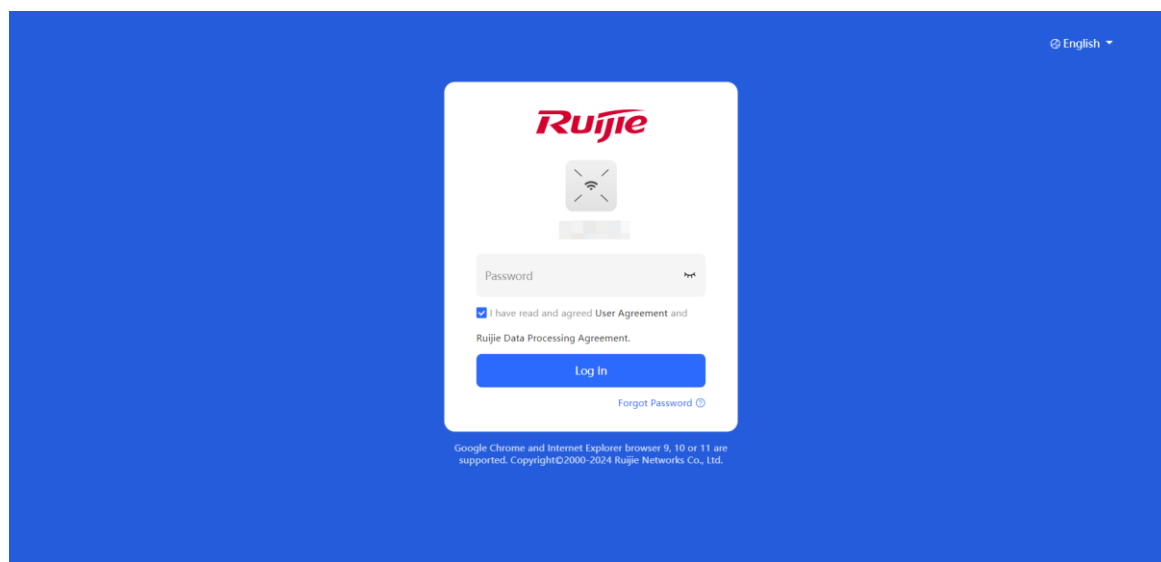 English
Ruijie
Password
I have read and agreed User Agreement and
Ruijie Data Processing Agreement.
Log In
Forgot Password
Google Chrome and Internet Explorer browser 9, 10 or 11 are
supported. Copyright©2000-2024 Ruijie Networks Co., Ltd.